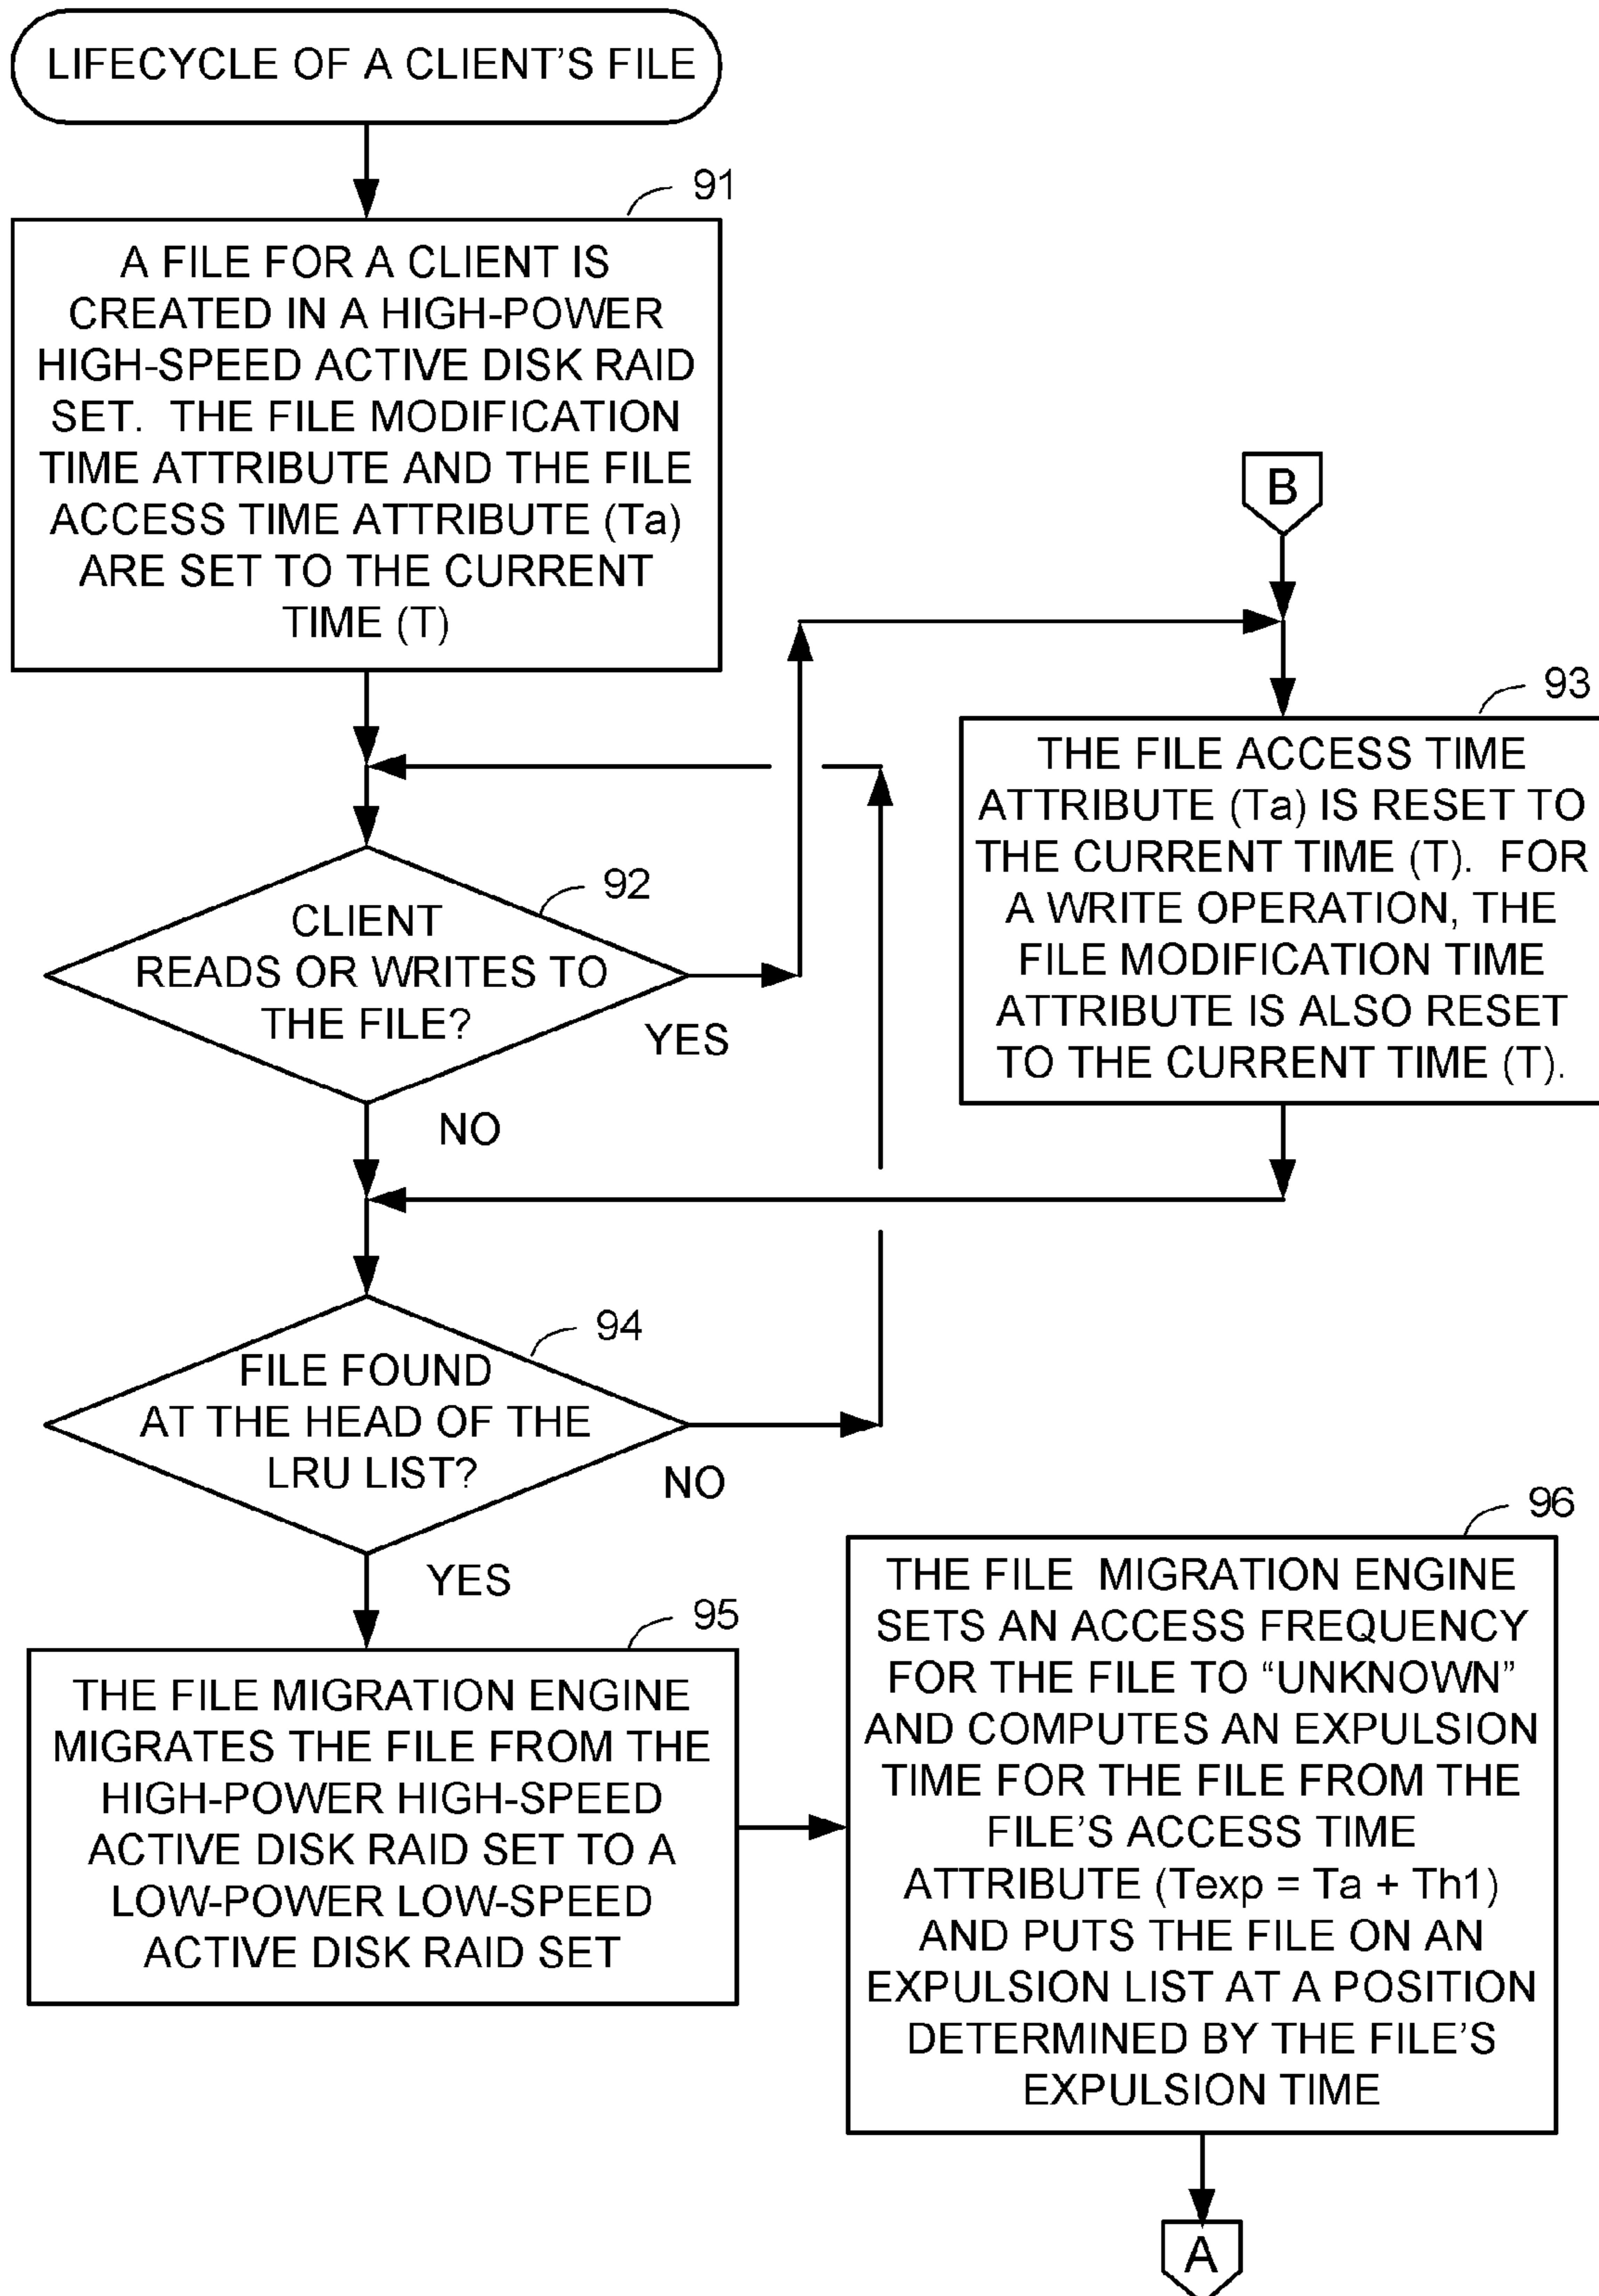 LIFECYCLE OF A CLIENT’S FILE
91
A FILE FOR A CLIENT IS
CREATED IN A HIGH-POWER
HIGH-SPEED ACTIVE DISK RAID
SET. THE FILE MODIFICATION
TIME ATTRIBUTE AND THE FILE
ACCESS TIME ATTRIBUTE (Ta)
ARE SET TO THE CURRENT
TIME (T)
B
92
CLIENT
READS OR WRITES TO
THE FILE?
YES
NO
93
THE FILE ACCESS TIME
ATTRIBUTE (Ta) IS RESET TO
THE CURRENT TIME (T). FOR
A WRITE OPERATION, THE
FILE MODIFICATION TIME
ATTRIBUTE IS ALSO RESET
TO THE CURRENT TIME (T).
94
FILE FOUND
AT THE HEAD OF THE
LRU LIST?
NO
YES
95
THE FILE MIGRATION ENGINE
MIGRATES THE FILE FROM THE
HIGH-POWER HIGH-SPEED
ACTIVE DISK RAID SET TO A
LOW-POWER LOW-SPEED
ACTIVE DISK RAID SET
96
THE FILE MIGRATION ENGINE
SETS AN ACCESS FREQUENCY
FOR THE FILE TO “UNKNOWN”
AND COMPUTES AN EXPULSION
TIME FOR THE FILE FROM THE
FILE’S ACCESS TIME
ATTRIBUTE (Texp = Ta + Th1)
AND PUTS THE FILE ON AN
EXPULSION LIST AT A POSITION
DETERMINED BY THE FILE’S
EXPULSION TIME
A